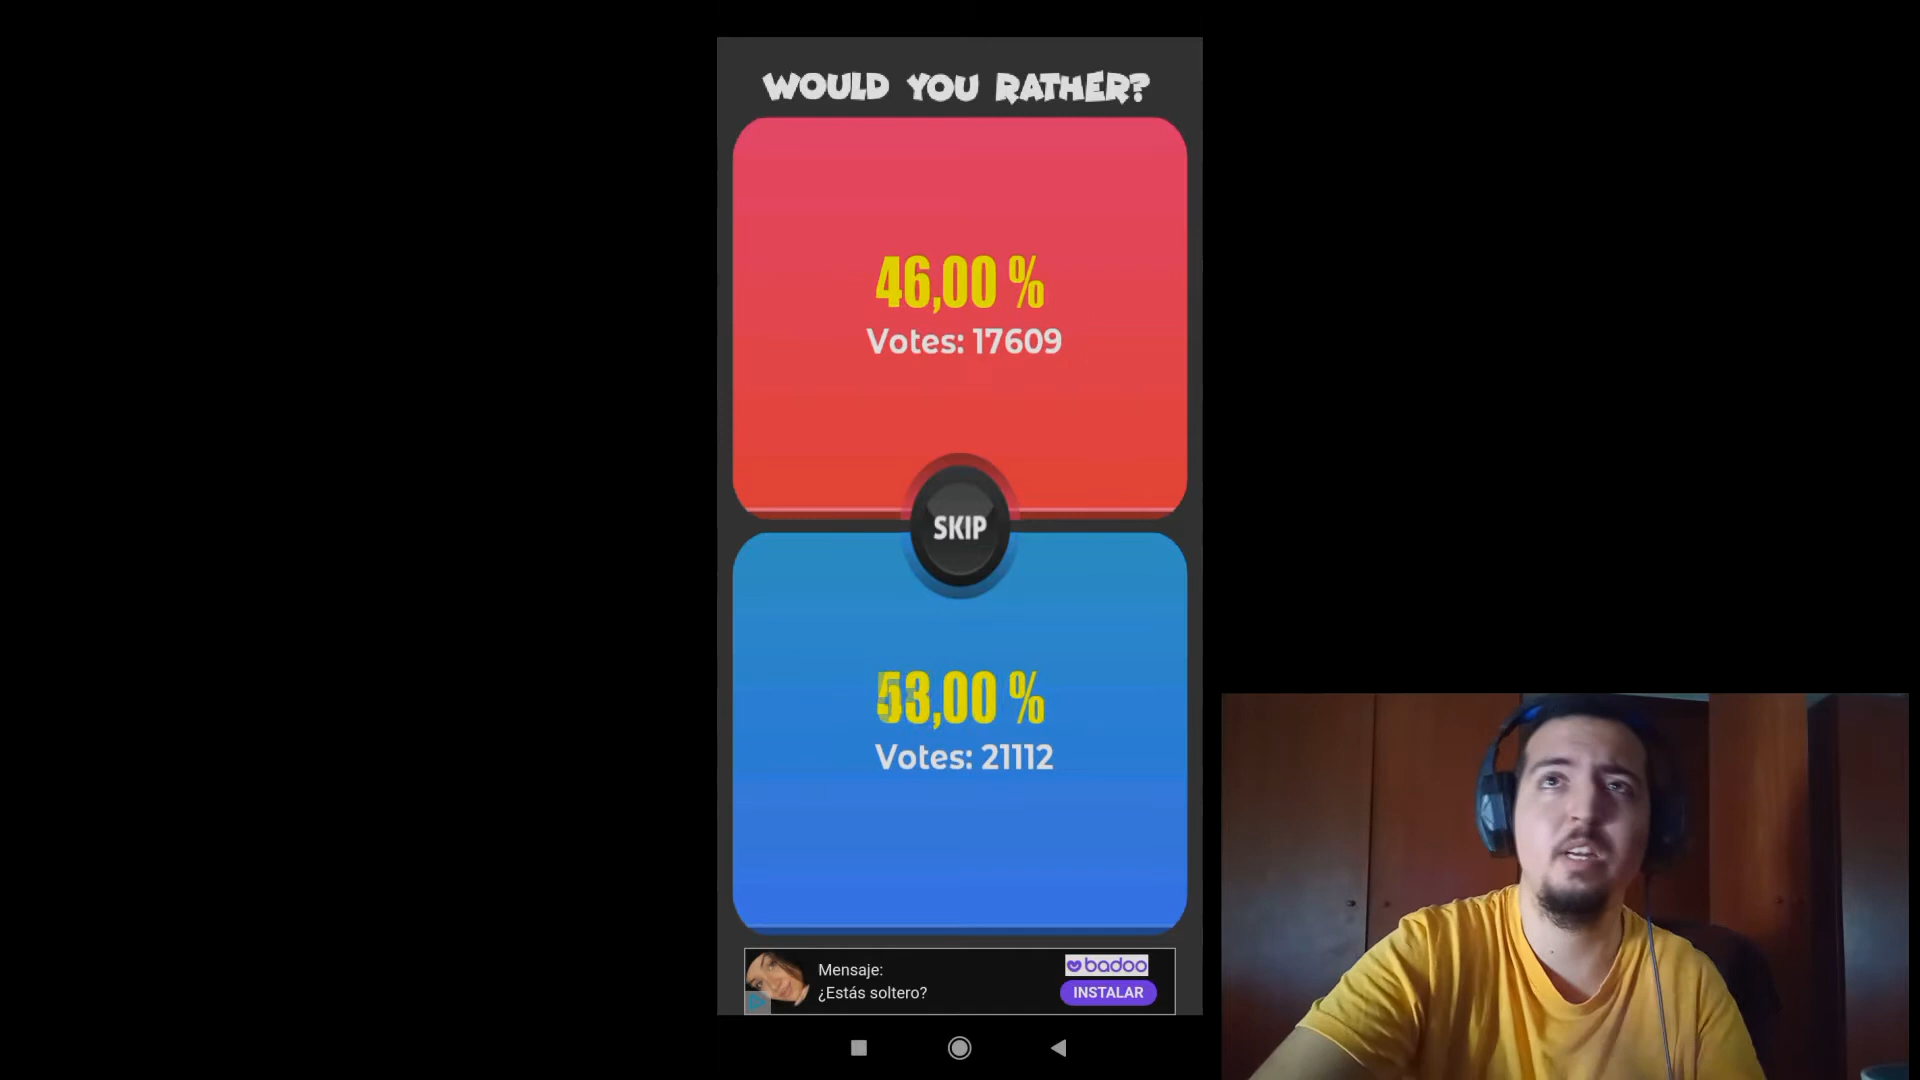 WOULD YOU RATHER?
46,00 %
Votes: 17609
SKIP
53,00 %
Votes: 21112
Mensaje:
¿Estás soltero?
badoo
INSTALAR